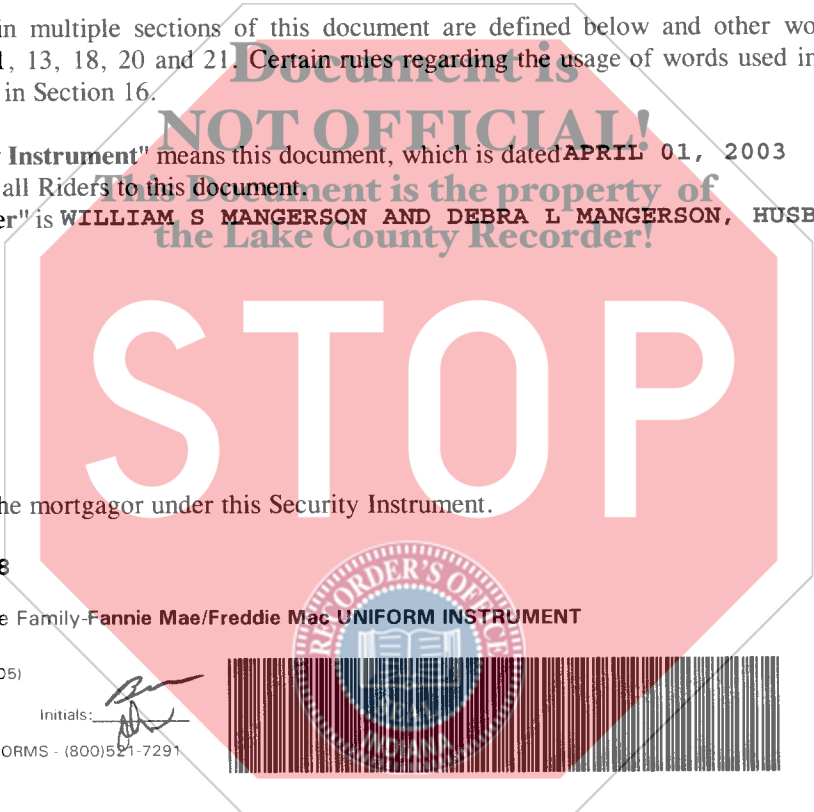 in multiple sections of this document are defined below and other wo
, 13, 18, 20 and 21. Certain rules regarding the usage of words used in
in Section 16.
Document is
NOT OFFICIAL!
This Document is the property of
the Lake County Recorder!
Instrument" means this document, which is dated APRIL 01, 2003
all Riders to this document.
er" is WILLIAM S MANGERSON AND DEBRA L MANGERSON, HUSB
STOP
he mortgagor under this Security Instrument.
8
e Family-Fannie Mae/Freddie Mac UNIFORM INSTRUMENT
RECORDER'S OFFICE
SEAL
INDIANA
05)
Initials:
ORMS - (800)521-7291